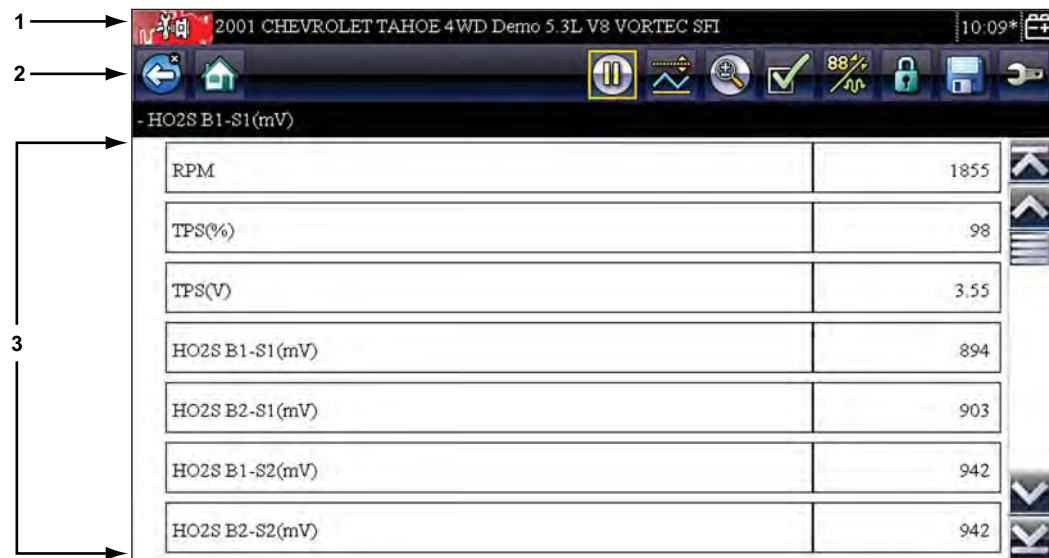 1
2001 CHEVROLET TAHOE 4WD Demo 5.3L V8 VORTEC SFI 10:09*
2
88
- HO2S B1-S1(mV)
RPM 1855
TPS(%) 98
TPS(V) 3.55
3
HO2S B1-S1(mV) 894
HO2S B2-S1(mV) 903
HO2S B1-S2(mV) 942
HO2S B2-S2(mV) 942